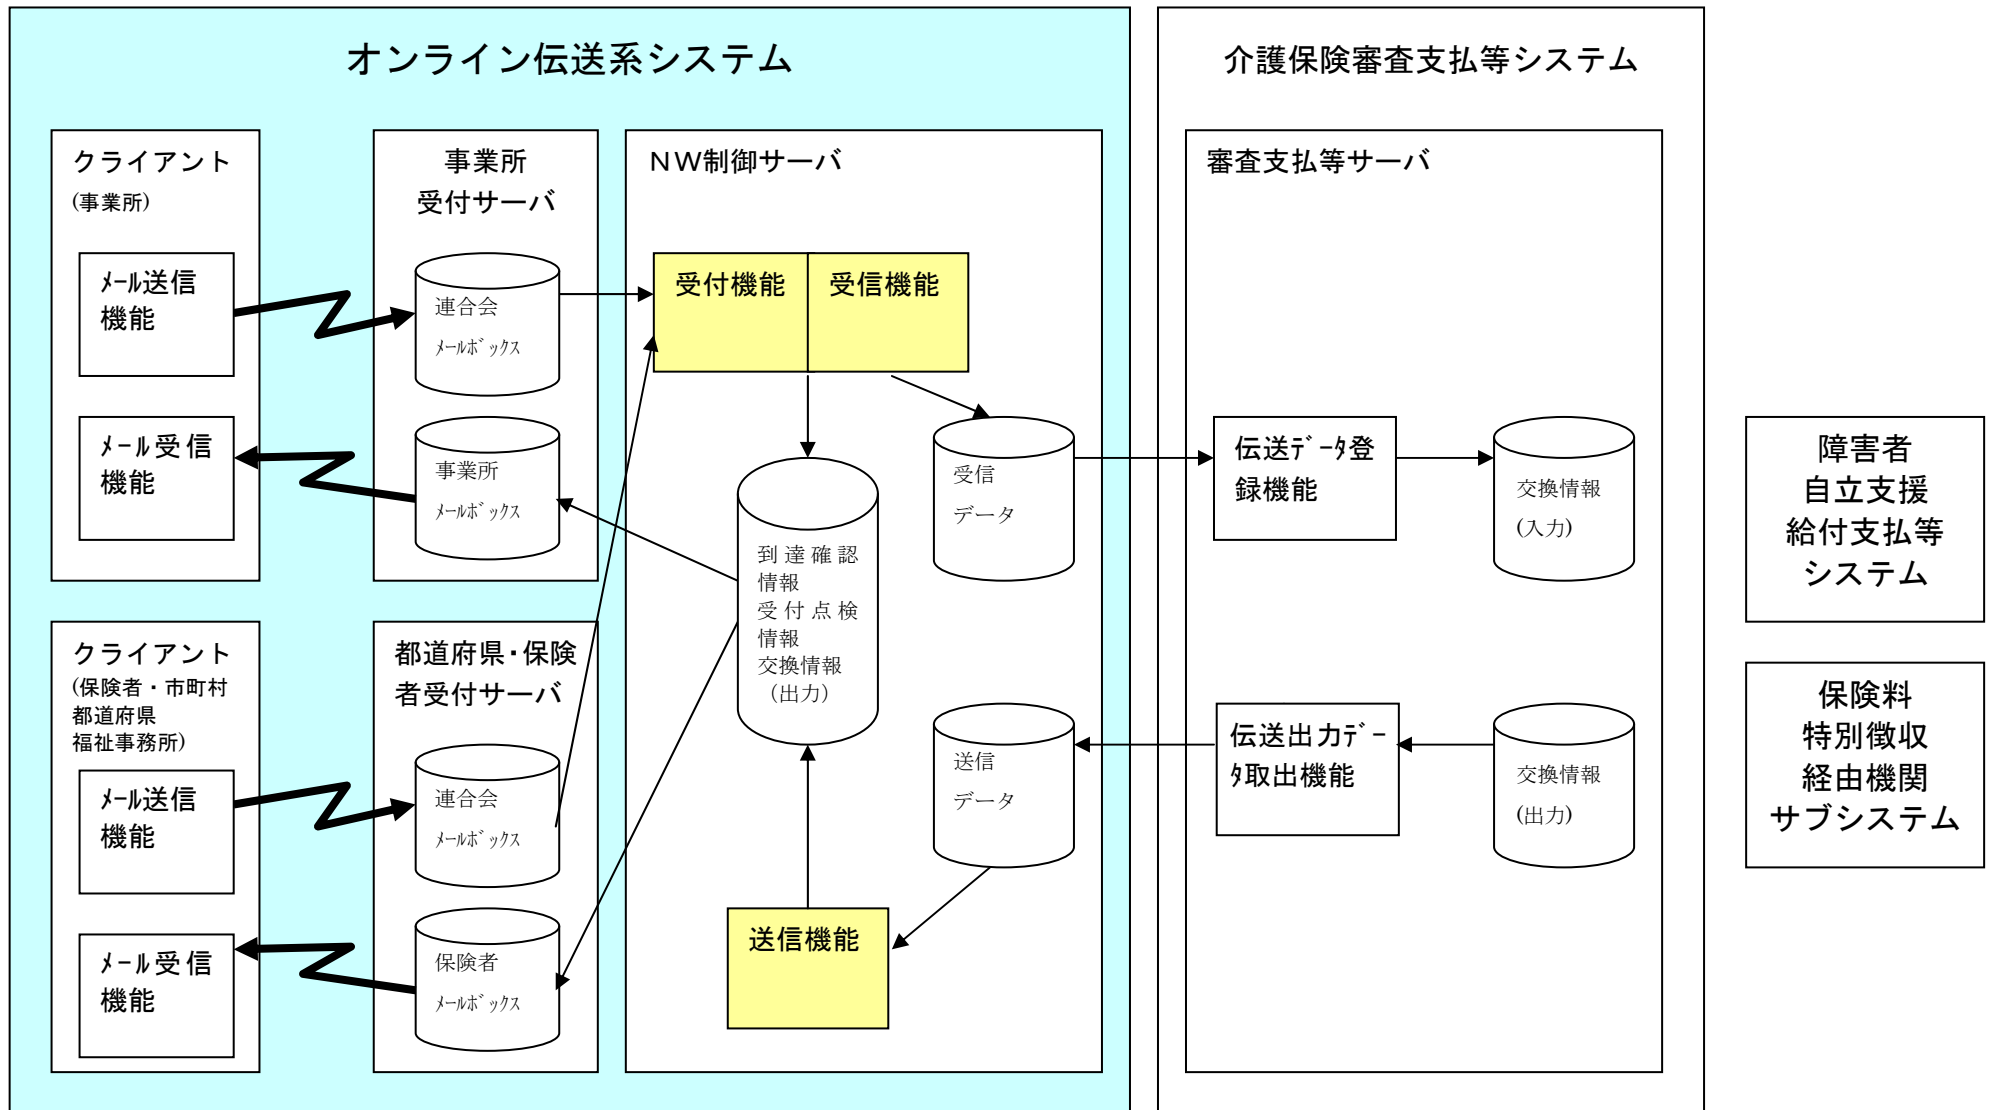 オンライン伝送系システム
介護保険審査支払等システム
クライアント
(事業所)
事業所
受付サーバ
ＮＷ制御サーバ
審査支払等サーバ
ﾒｰﾙ送信
機能
連合会
ﾒｰﾙﾎﾞｯｸｽ
受付機能
受信機能
ﾒｰﾙ受信
機能
事業所
ﾒｰﾙﾎﾞｯｸｽ
到達確認
情報
受付点検
情報
交換情報
（出力）
受信
データ
伝送ﾃﾞｰﾀ登
録機能
交換情報
(入力)
障害者
自立支援
給付支払等
システム
クライアント
(保険者・市町村
都道府県
福祉事務所)
都道府県・保険
者受付サーバ
ﾒｰﾙ送信
機能
連合会
ﾒｰﾙﾎﾞｯｸｽ
送信
データ
伝送出力ﾃﾞｰ
ﾀ取出機能
交換情報
(出力)
保険料
特別徴収
経由機関
サブシステム
ﾒｰﾙ受信
機能
保険者
ﾒｰﾙﾎﾞｯｸｽ
送信機能